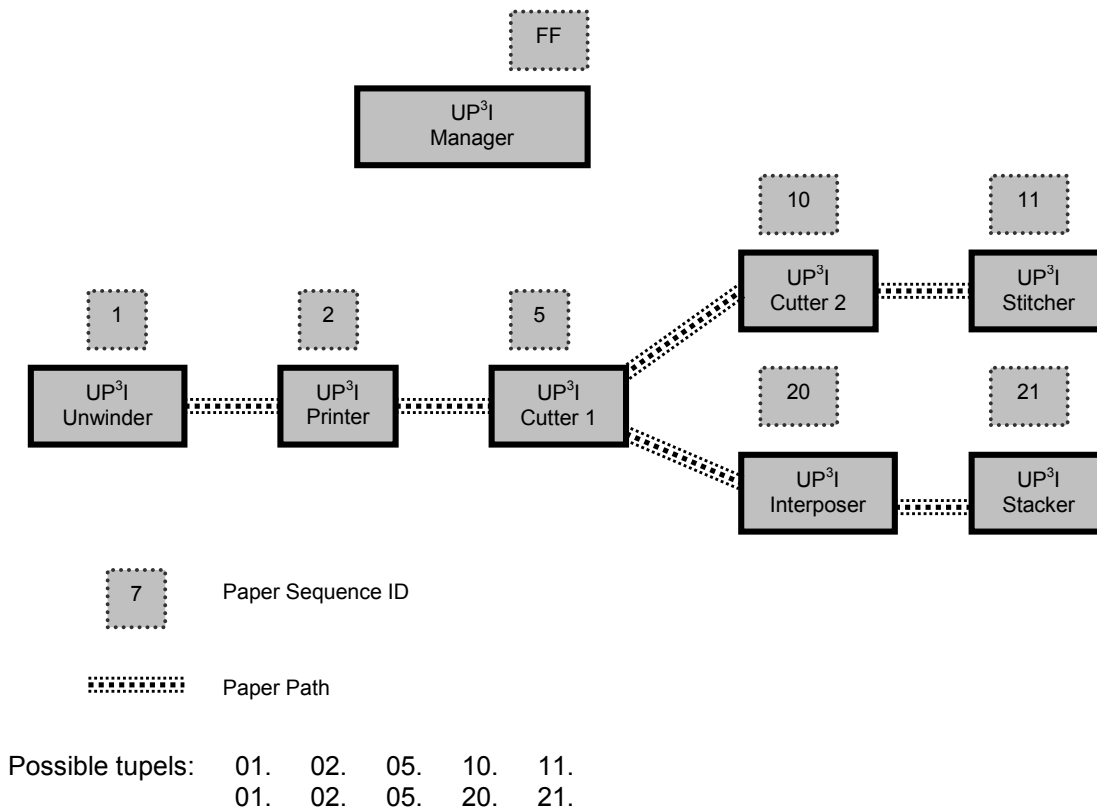 FF
UP³I
Manager
10
11
UP³I
Cutter 2
UP³I
Stitcher
1
2
5
UP³I
Unwinder
UP³I
Printer
UP³I
Cutter 1
20
21
UP³I
Interposer
UP³I
Stacker
7
Paper Sequence ID
Paper Path
Possible tupels: 01. 02. 05. 10. 11.
01. 02. 05. 20. 21.